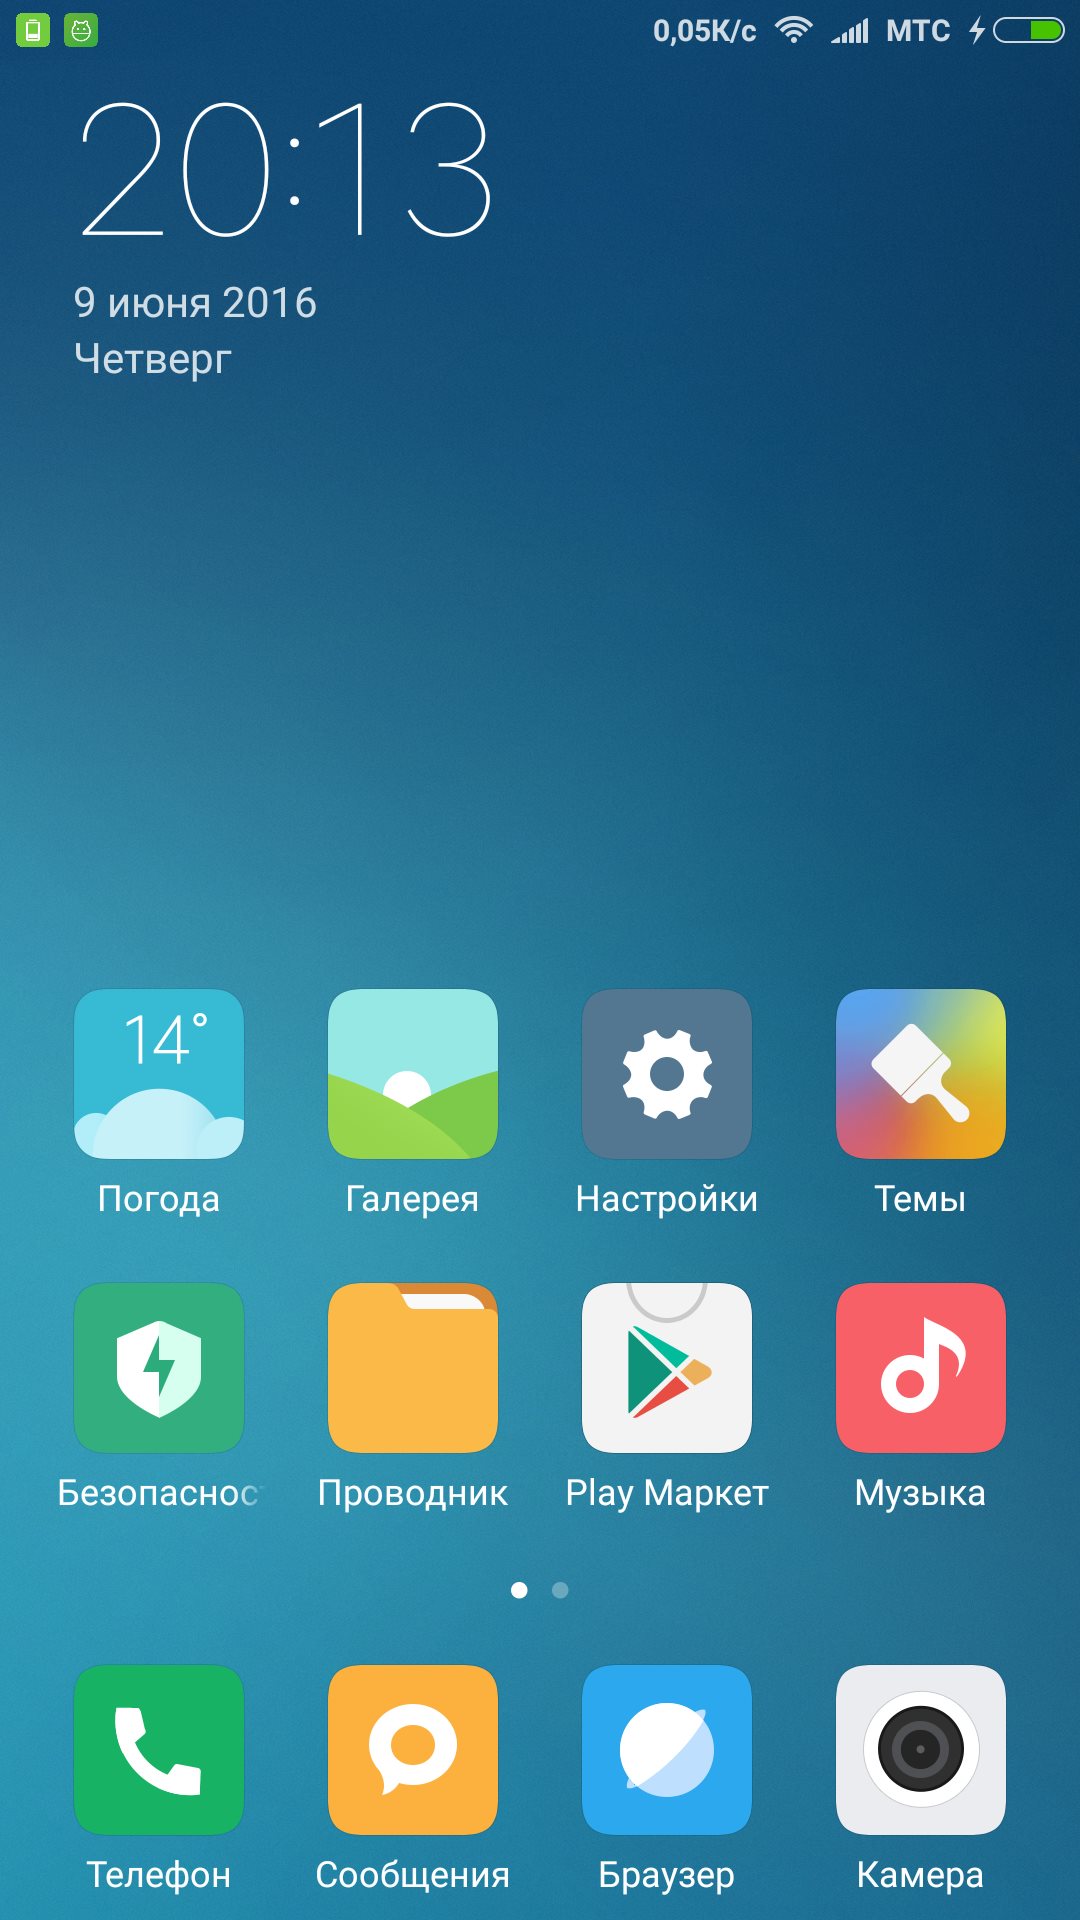 0,05K/c МТС
20:13
9 июня 2016
Четверг
14°
Погода Галерея Настройки Темы
Безопаснос Проводник Play Маркет Музыка
Телефон Сообщения Браузер Камера